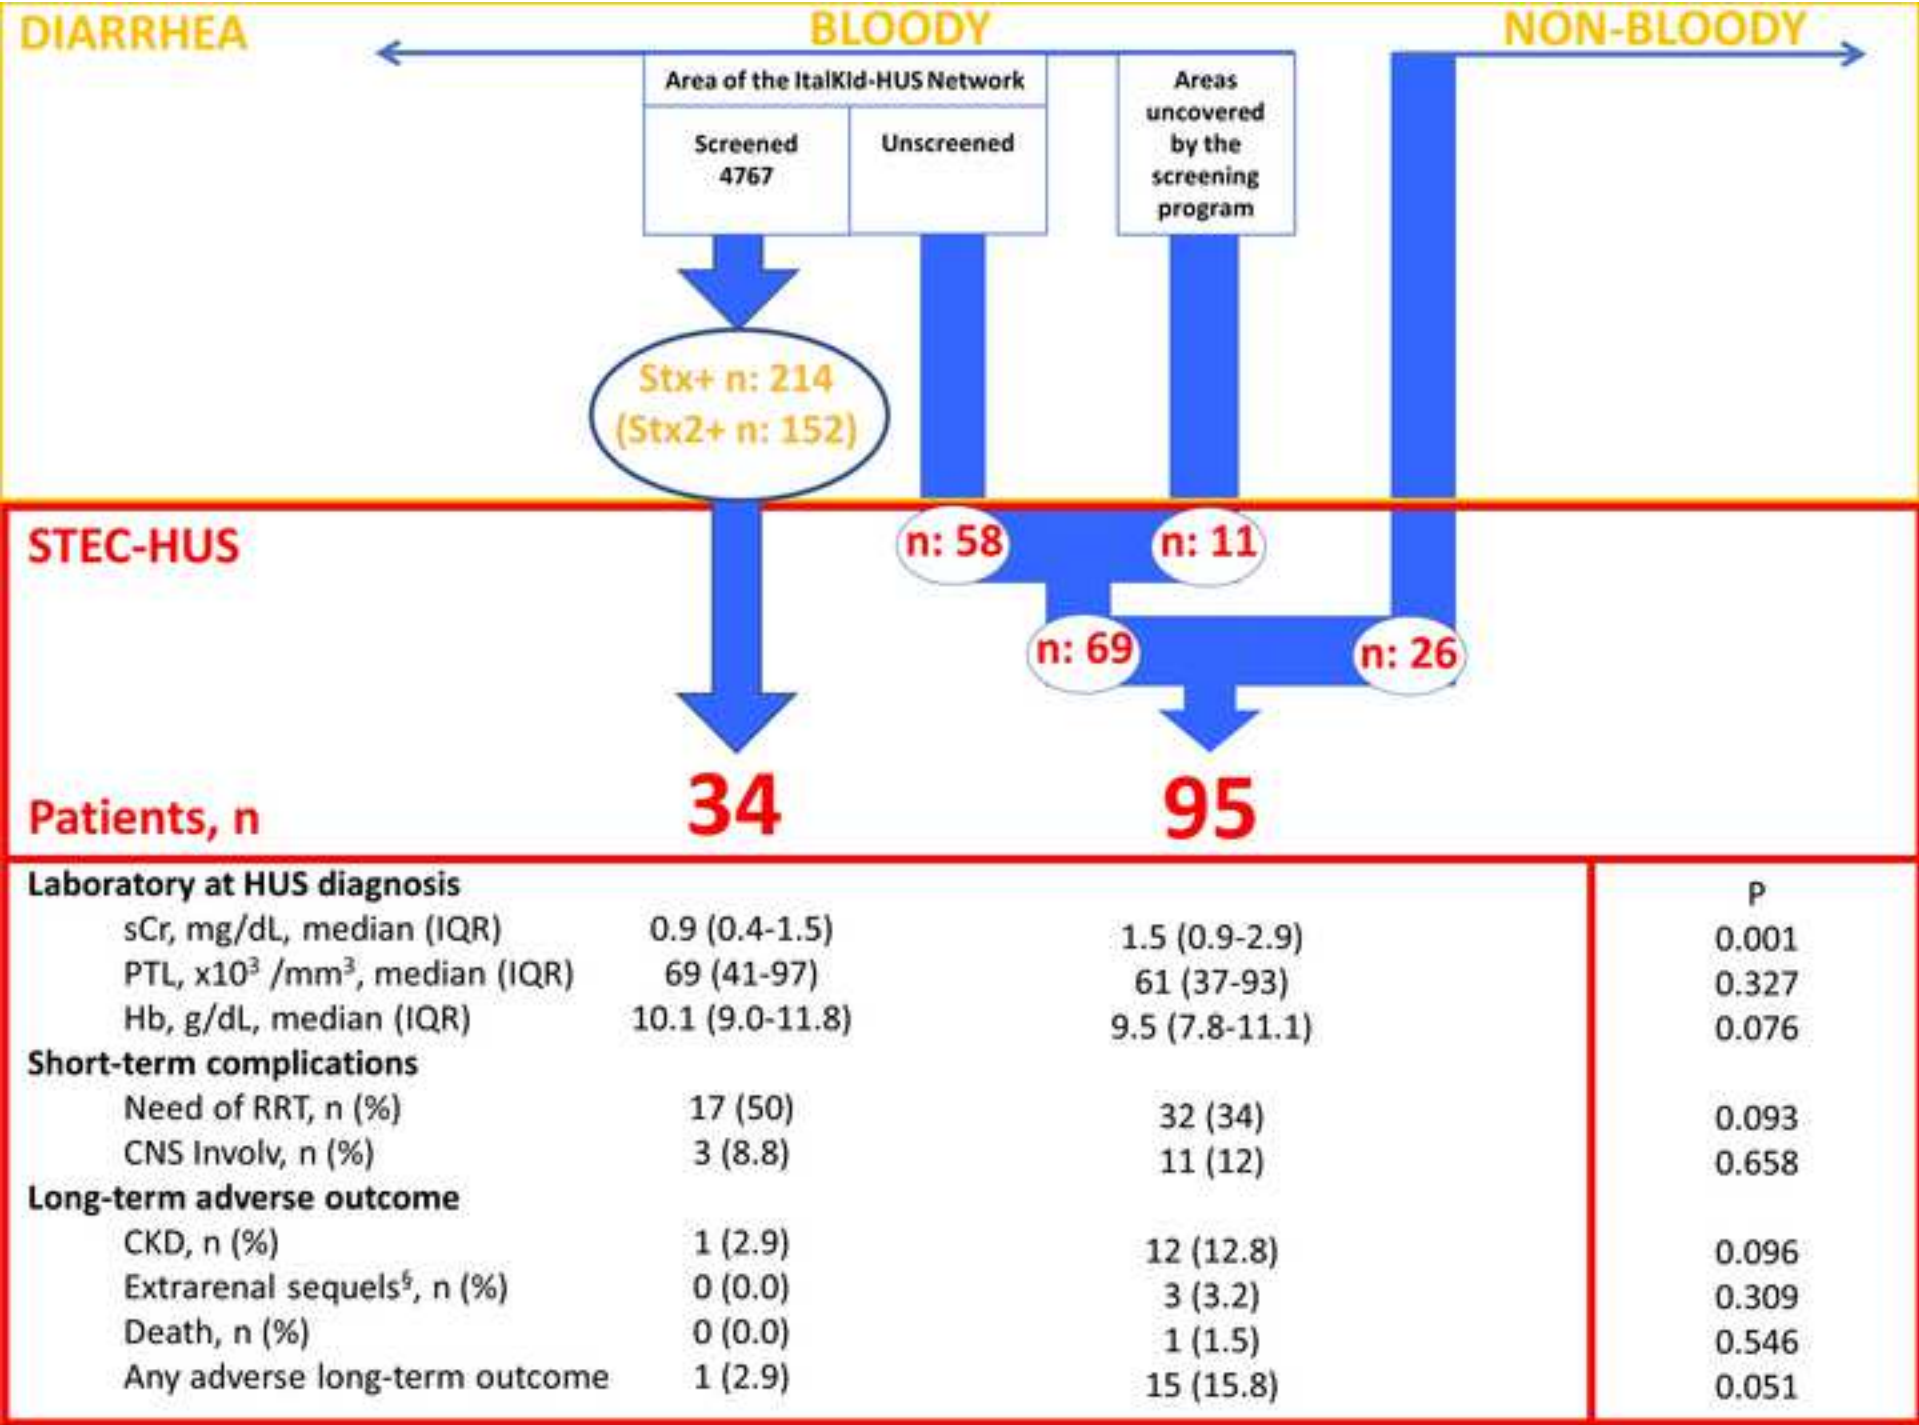 DIARRHEA
BLOODY
NON-BLOODY
Area of the ItalKId-HUS Network
Screened
4767
Unscreened
Areas
uncovered
by the
screening
program
Stx+ n: 214
(Stx2+ n: 152)
STEC-HUS
n: 58
n: 11
n: 69
n: 26
Patients, n
34
95
Laboratory at HUS diagnosis
P
sCr, mg/dL, median (IQR) 0.9 (0.4-1.5) 1.5 (0.9-2.9) 0.001
PTL, x10³ /mm³, median (IQR) 69 (41-97) 61 (37-93) 0.327
Hb, g/dL, median (IQR) 10.1 (9.0-11.8) 9.5 (7.8-11.1) 0.076
Short-term complications
Need of RRT, n (%) 17 (50) 32 (34) 0.093
CNS Involv, n (%) 3 (8.8) 11 (12) 0.658
Long-term adverse outcome
CKD, n (%) 1 (2.9) 12 (12.8) 0.096
Extrarenal sequels§, n (%) 0 (0.0) 3 (3.2) 0.309
Death, n (%) 0 (0.0) 1 (1.5) 0.546
Any adverse long-term outcome 1 (2.9) 15 (15.8) 0.051